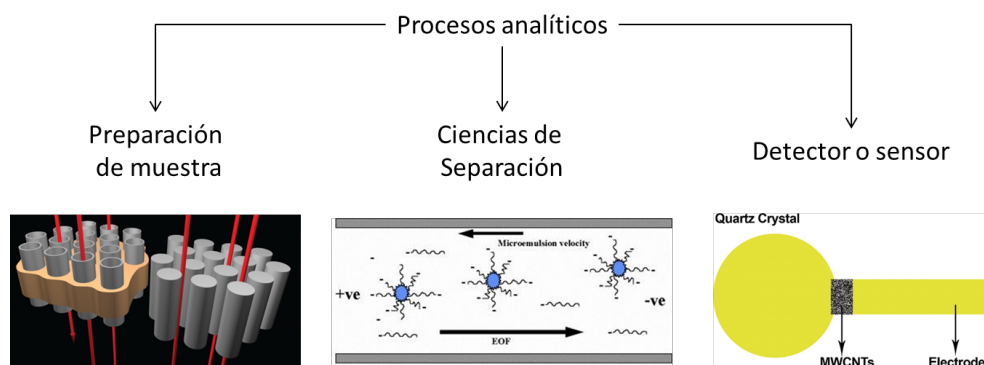 Procesos analíticos
Preparación
de muestra
Ciencias de
Separación
Detector o sensor
Microemulsion velocity
+ve
-ve
EOF
Quartz Crystal
MWCNTs
Electrode